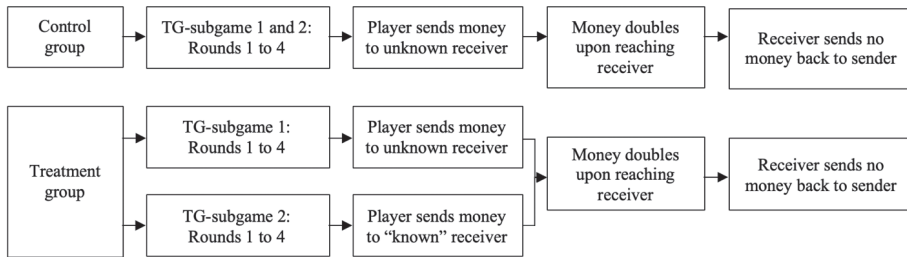 Control
group
TG-subgame 1 and 2:
Rounds 1 to 4
Player sends money
to unknown receiver
Money doubles
upon reaching
receiver
Receiver sends no
money back to sender
Treatment
group
TG-subgame 1:
Rounds 1 to 4
Player sends money
to unknown receiver
TG-subgame 2:
Rounds 1 to 4
Player sends money
to “known” receiver
Money doubles
upon reaching
receiver
Receiver sends no
money back to sender